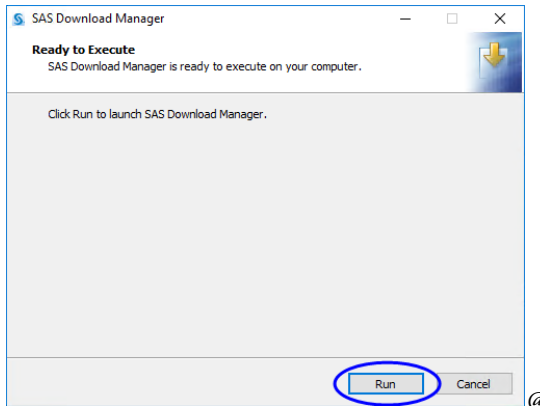 SAS Download Manager
Ready to Execute
SAS Download Manager is ready to execute on your computer.
Click Run to launch SAS Download Manager.
Run Cancel
@